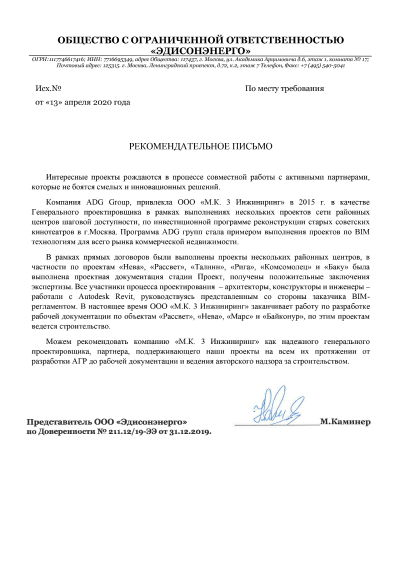 ОБЩЕСТВО С ОГРАНИЧЕННОЙ ОТВЕТСТВЕННОСТЬЮ
«ЭДИСОНЭНЕРГО»
ОГРН:1117746617416; ИНН: 7716695349, адрес Общества: 127437, г. Москва, ул. Академика Арцимовича д.6, этаж 1, комната № 17;
Почтовый адрес: 125315. г. Москва, Ленинградский проспект, д.72, к.2, этаж 7 Телефон, Факс: +7 (495) 540-5041
Исх.№ По месту требования
от «13» апреля 2020 года
РЕКОМЕНДАТЕЛЬНОЕ ПИСЬМО
Интересные проекты рождаются в процессе совместной работы с активными партнерами,
которые не боятся смелых и инновационных решений.
Компания ADG Group, привлекла ООО «М.К. 3 Инжиниринг» в 2015 г. в качестве
Генерального проектировщика в рамках выполнениях нескольких проектов сети районных
центров шаговой доступности, по инвестиционной программе реконструкции старых советских
кинотеатров в г.Москва. Программа ADG групп стала примером выполнения проектов по BIM
технологиям для всего рынка коммерческой недвижимости.
В рамках прямых договоров были выполнены проекты нескольких районных центров, в
частности по проектам «Нева», «Рассвет», «Таллин», «Рига», «Комсомолец» и «Баку» была
выполнена проектная документация стадии Проект, получены положительные заключения
экспертизы. Все участники процесса проектирования – архитекторы, конструкторы и инженеры –
работали с Autodesk Revit, руководствуясь представленным со стороны заказчика BIM-
регламентом. В настоящее время ООО «М.К. 3 Инжиниринг» заканчивает работу по разработке
рабочей документации по объектам «Рассвет», «Нева», «Марс» и «Байконур», по этим проектам
ведется строительство.
Можем рекомендовать компанию «М.К. 3 Инжиниринг» как надежного генерального
проектировщика, партнера, поддерживающего наши проекты на всем их протяжении от
разработки АГР до рабочей документации и ведения авторского надзора за строительством.
Представитель ООО «Эдисонэнерго» М.Каминер
по Доверенности № 211.12/19-ЭЭ от 31.12.2019.